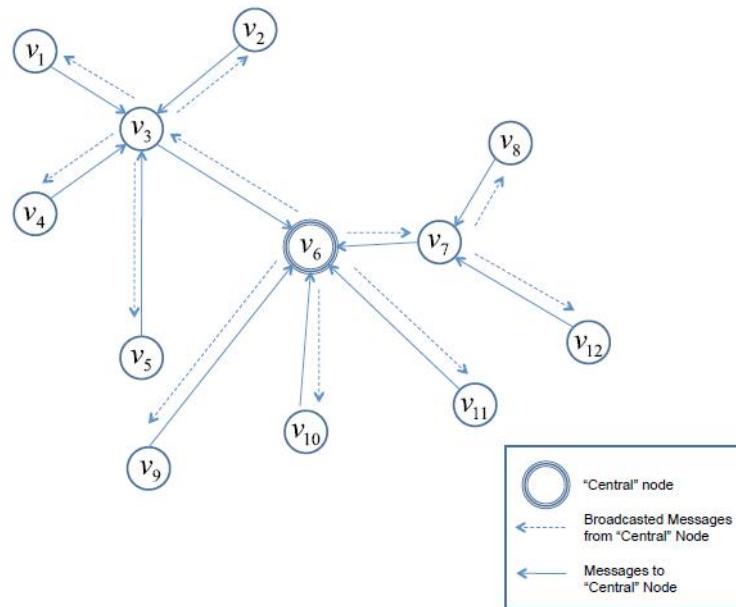 v2
v1
v3
v8
v4
v6
v7
v5
v12
v11
v10
v9
“Central” node
Broadcasted Messages
from “Central” Node
Messages to
“Central” Node